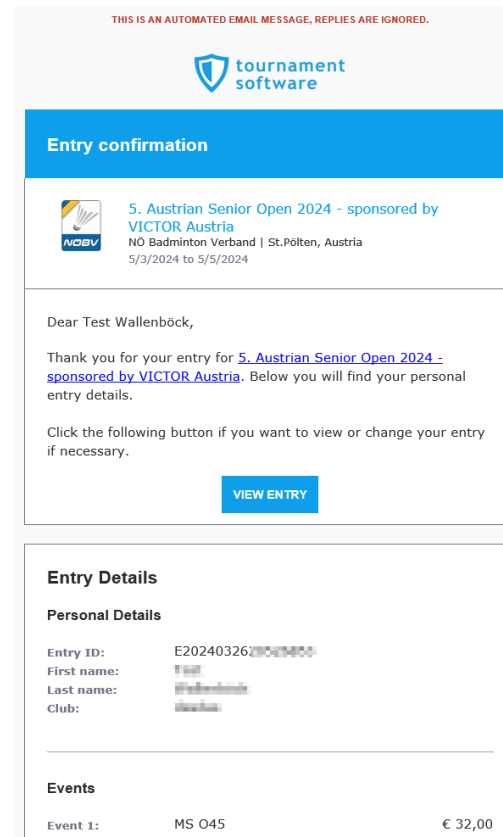 THIS IS AN AUTOMATED EMAIL MESSAGE, REPLIES ARE IGNORED.
tournament
software
Entry confirmation
NÖBV
5. Austrian Senior Open 2024 - sponsored by
VICTOR Austria
NÖ Badminton Verband | St.Pölten, Austria
5/3/2024 to 5/5/2024
Dear Test Wallenböck,
Thank you for your entry for 5. Austrian Senior Open 2024 -
sponsored by VICTOR Austria. Below you will find your personal
entry details.
Click the following button if you want to view or change your entry
if necessary.
VIEW ENTRY
Entry Details
Personal Details
Entry ID: E20240326
First name:
Last name:
Club:
Events
Event 1: MS O45 € 32,00